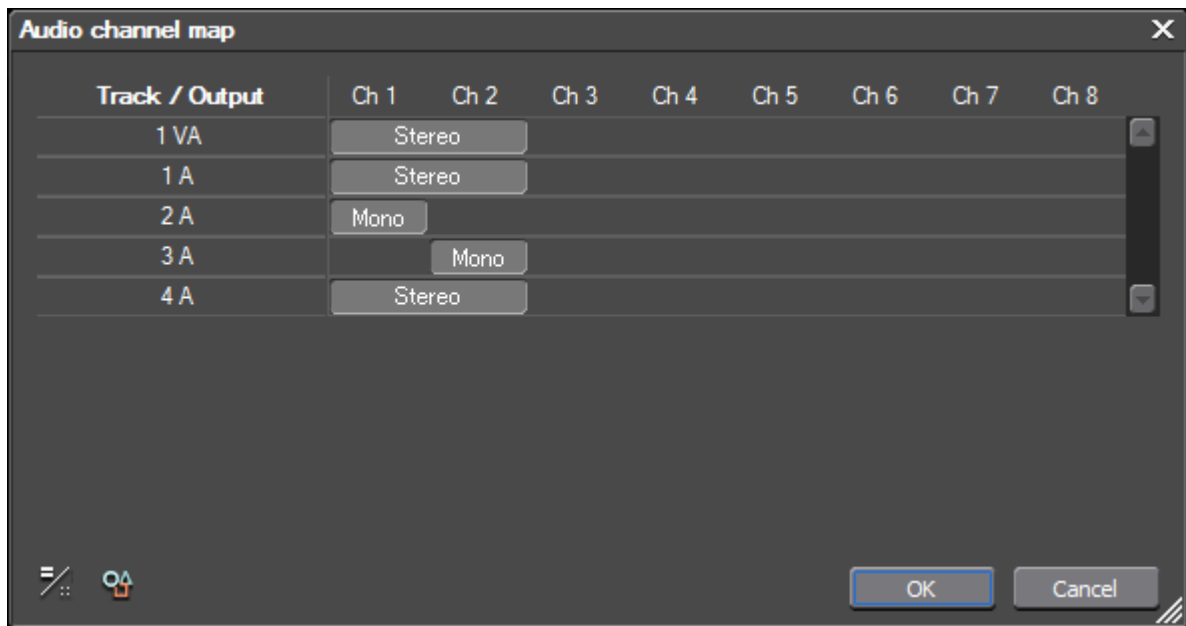 Audio channel map
Track / Output Ch 1 Ch 2 Ch 3 Ch 4 Ch 5 Ch 6 Ch 7 Ch 8
1 VA Stereo
1 A Stereo
2 A Mono
3 A Mono
4 A Stereo
OK Cancel